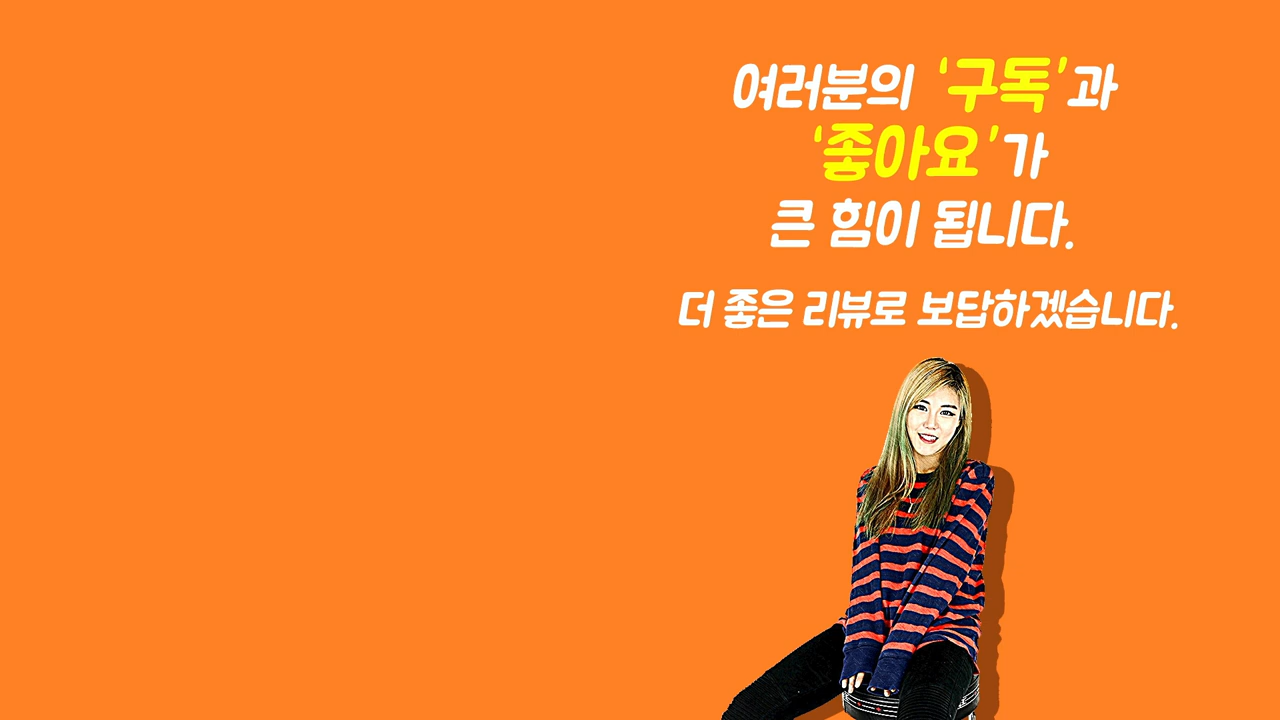 여러분의 ‘구독’과
‘좋아요’가
큰 힘이 됩니다.
더 좋은 리뷰로 보답하겠습니다.